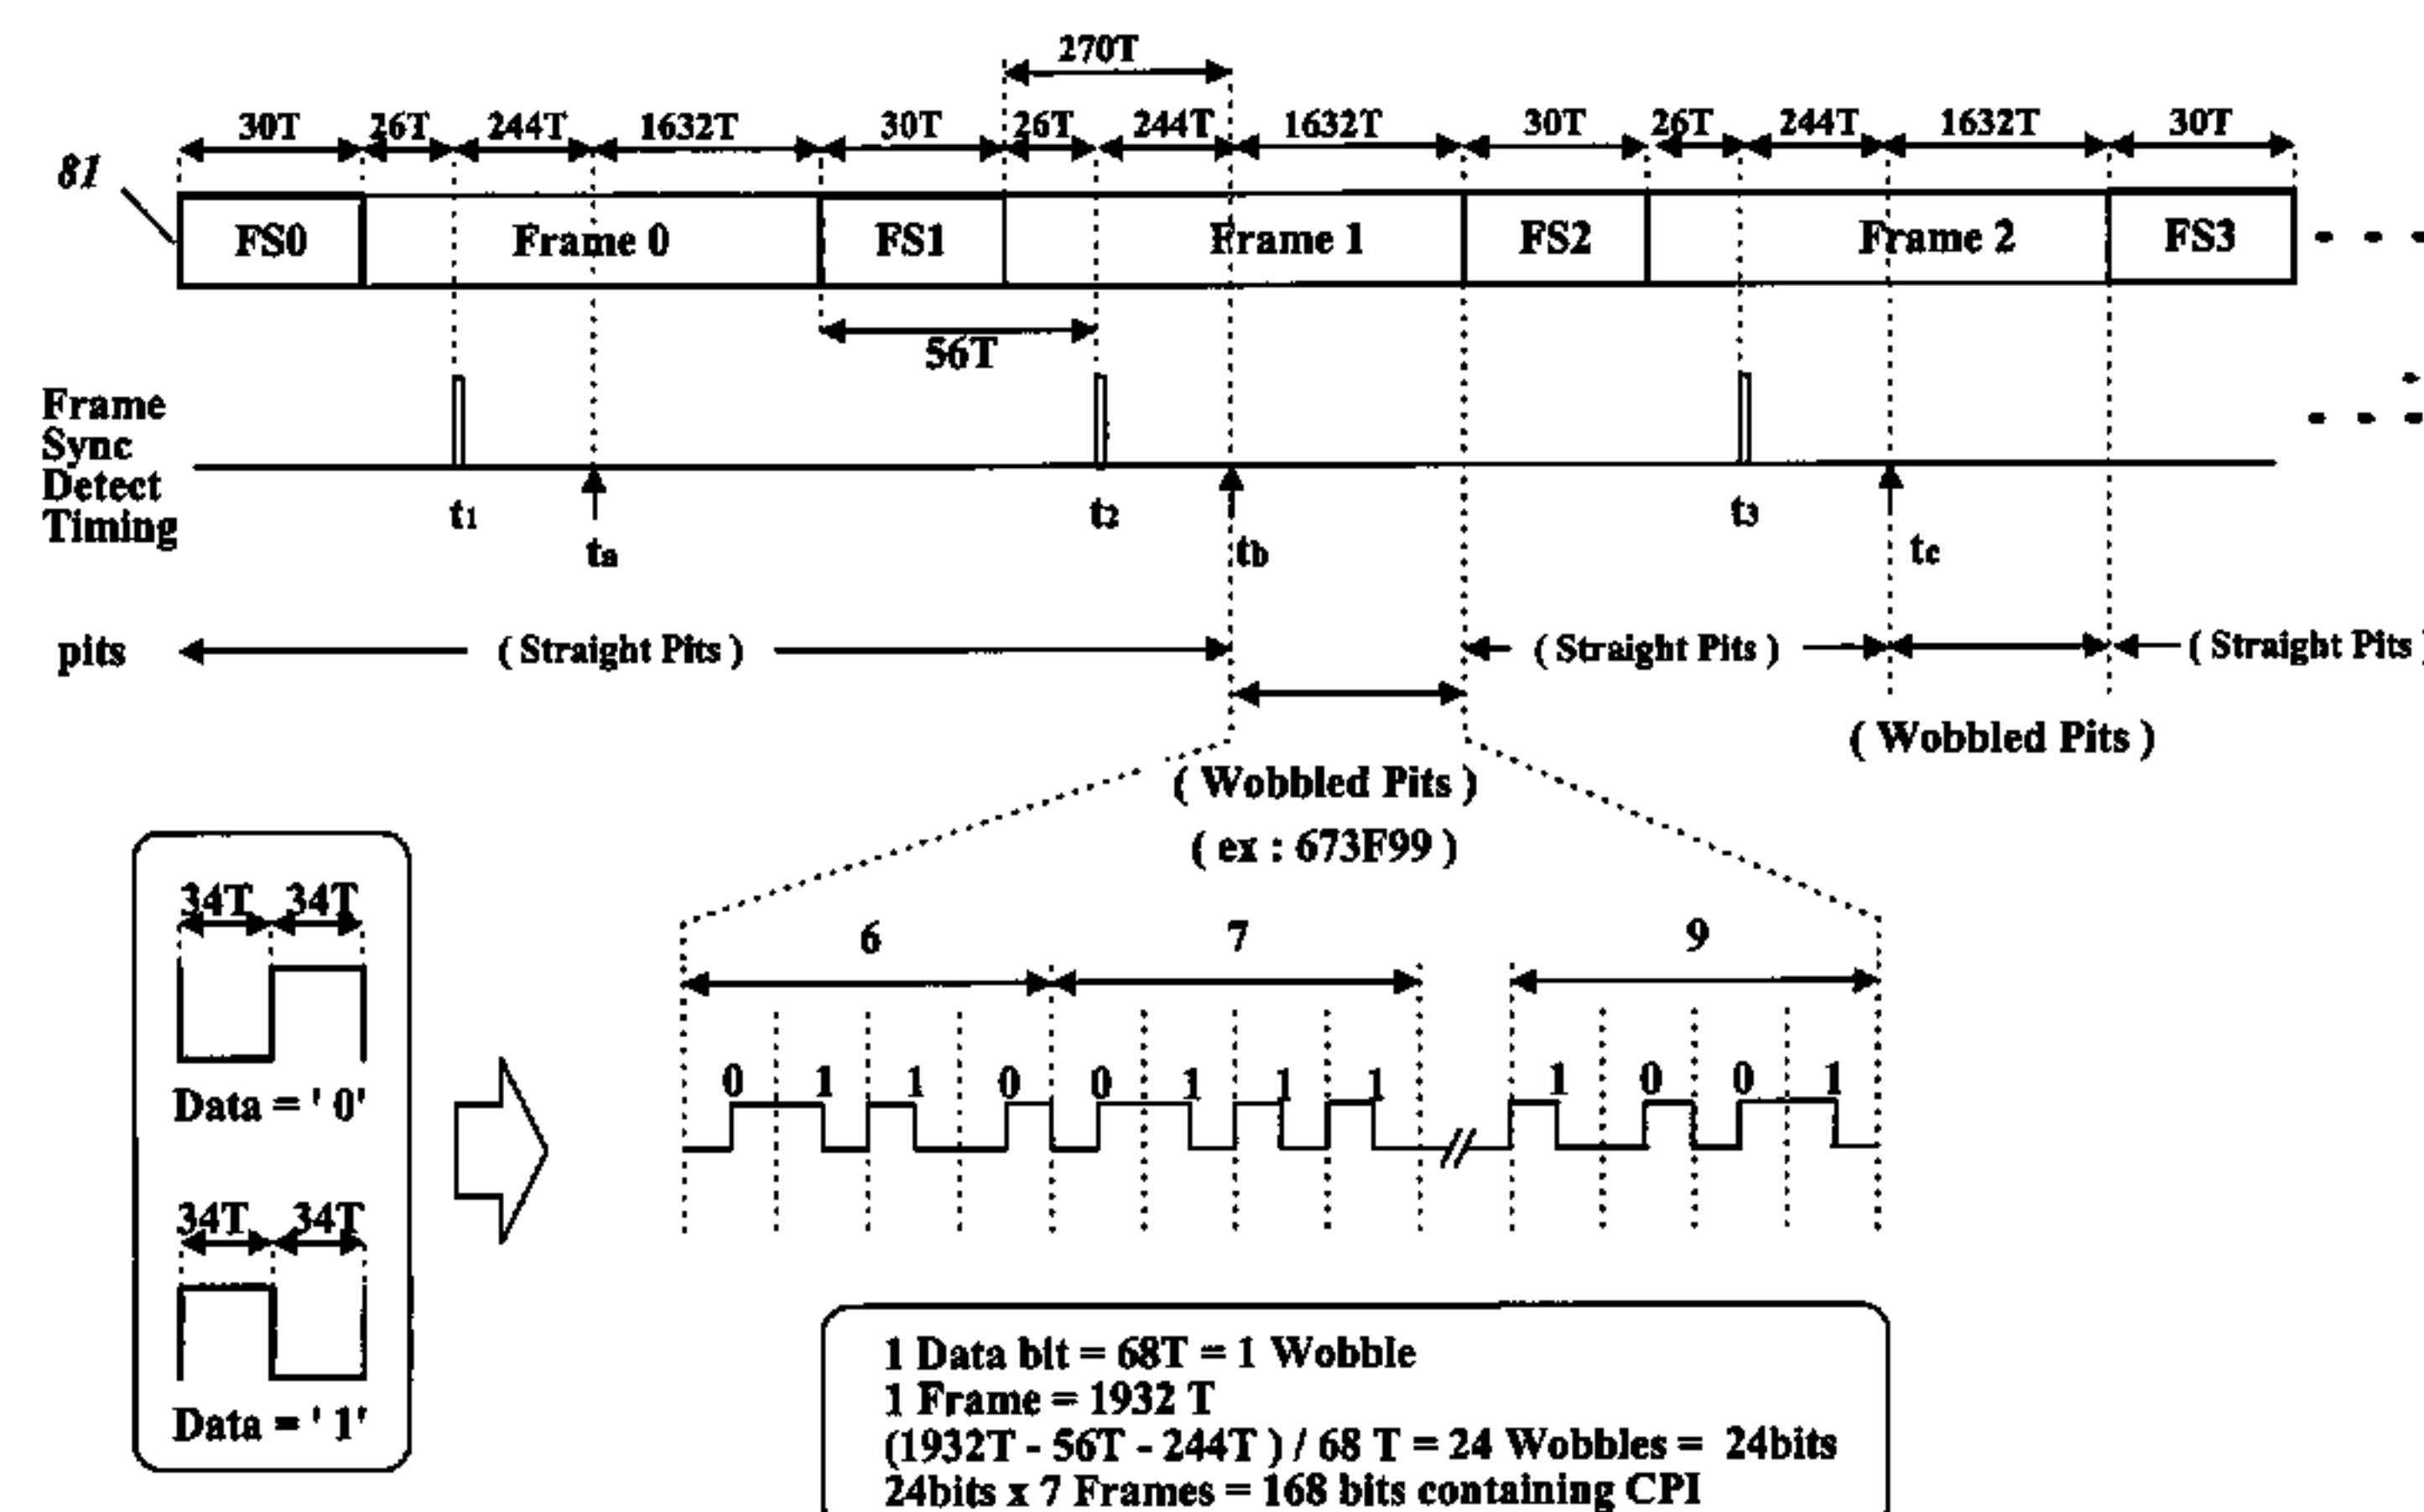 270T
30T 26T 244T 1632T 30T 26T 244T 1632T 30T 26T 244T 1632T 30T
81
FS0 Frame 0 FS1 Frame 1 FS2 Frame 2 FS3
56T
Frame
Sync
Detect
Timing
t1 t2 t3
ta tb tc
pits ( Straight Pits ) ( Straight Pits ) ( Straight Pits )
( Wobbled Pits )
( Wobbled Pits )
( ex : 673F99 )
34T 34T
Data = ' 0'
34T 34T
Data = ' 1'
6 7 9
0 1 1 0 0 1 1 1 1 0 0 1
1 Data bit = 68T = 1 Wobble
1 Frame = 1932 T
(1932T - 56T - 244T ) / 68 T = 24 Wobbles = 24bits
24bits x 7 Frames = 168 bits containing CPI